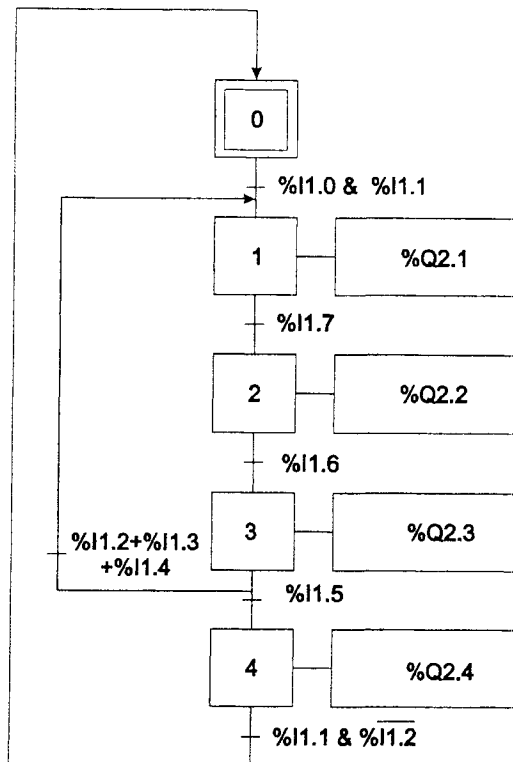 0
%I1.0 & %I1.1
1
%Q2.1
%I1.7
2
%Q2.2
%I1.6
3
%Q2.3
%I1.2+%I1.3
+%I1.4
%I1.5
4
%Q2.4
%I1.1 & %I̅1̅.̅2̅